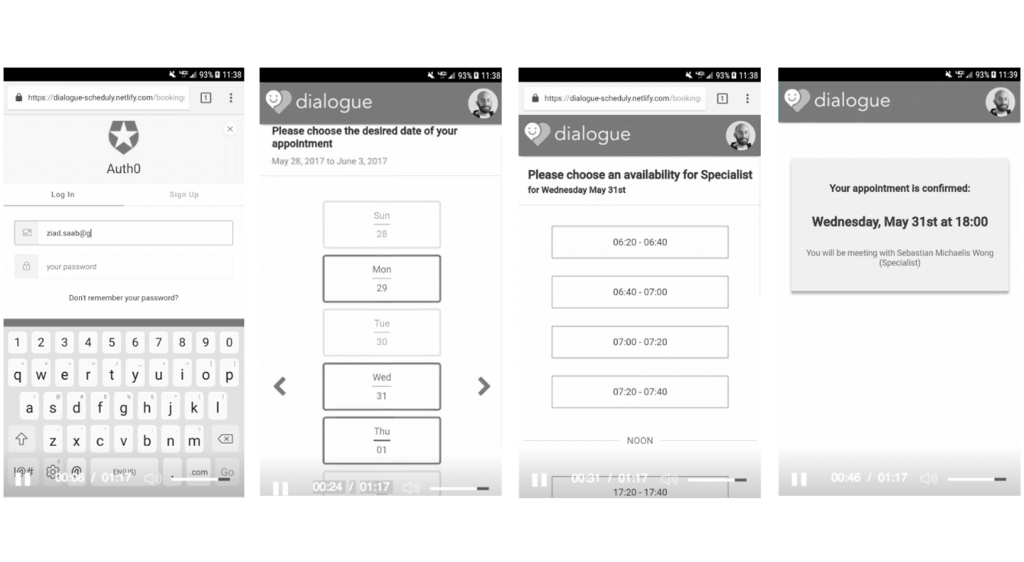 93% 11:38
https://dialogue-scheduly.netlify.com/booking
1
Auth0
Log In
Sign Up
ziad.saab@g
your password
Don't remember your password?
1 2 3 4 5 6 7 8 9 0
q w e r t y u i o p
a s d f g h j k l
z x c v b n m
!@# @ EN(US) . .com Go
00:06 / 01:17
93% 11:38
dialogue
Please choose the desired date of your
appointment
May 28, 2017 to June 3, 2017
Sun
28
Mon
29
Tue
30
Wed
31
Thu
01
00:24 / 01:17
93% 11:38
https://dialogue-scheduly.netlify.com/booking
1
dialogue
Please choose an availability for Specialist
for Wednesday May 31st
06:20 - 06:40
06:40 - 07:00
07:00 - 07:20
07:20 - 07:40
NOON
00:31 / 01:17
17:20 - 17:40
93% 11:39
dialogue
Your appointment is confirmed:
Wednesday, May 31st at 18:00
You will be meeting with Sebastian Michaelis Wong
(Specialist)
00:46 / 01:17